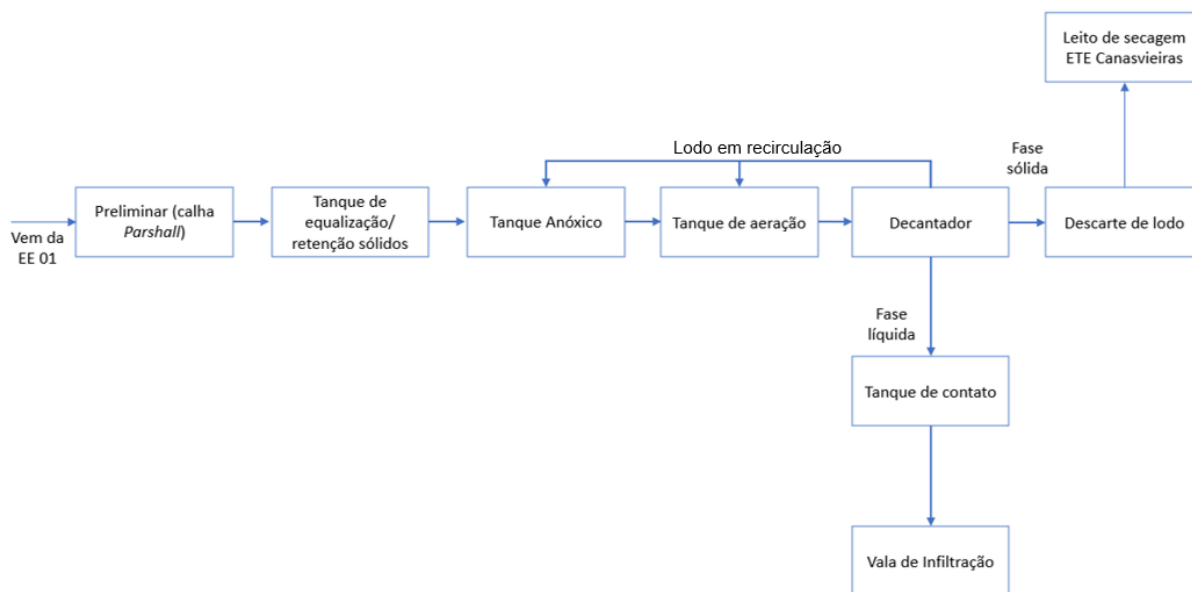 Leito de secagem
ETE Canasvieiras
Lodo em recirculação
Fase
sólida
Vem da
EE 01
Preliminar (calha
Parshall)
Tanque de
equalização/
retenção sólidos
Tanque Anóxico
Tanque de aeração
Decantador
Descarte de lodo
Fase
líquida
Tanque de contato
Vala de Infiltração